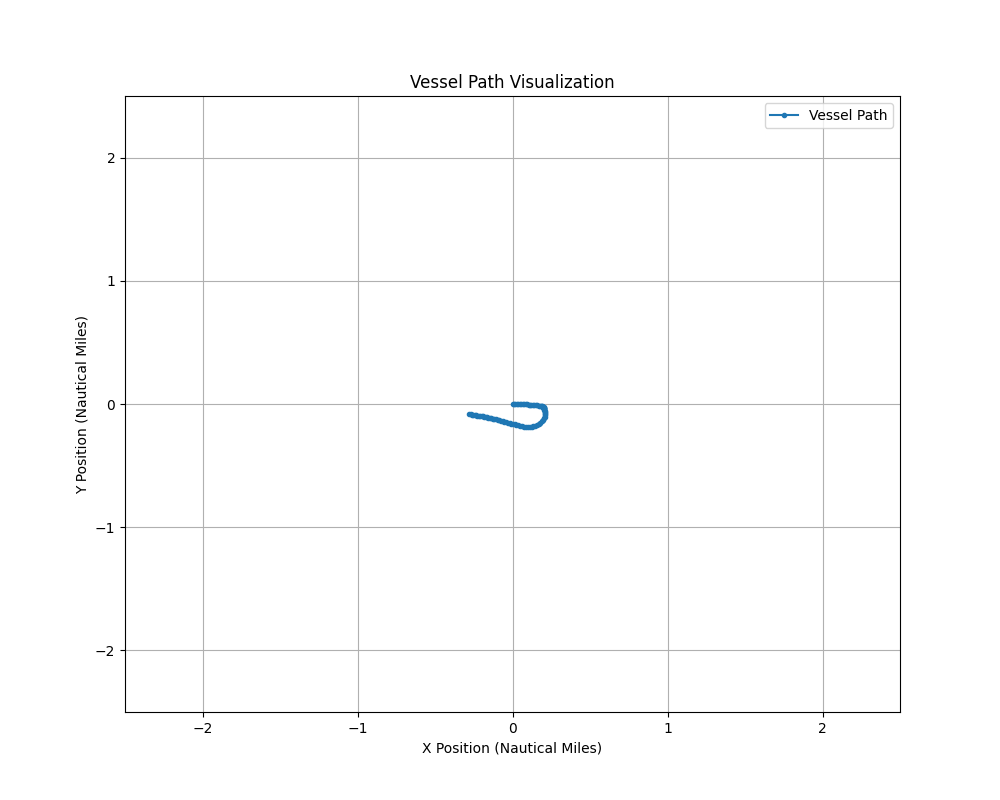 Vessel Path Visualization
Vessel Path
2
1
0
−1
−2
Y Position (Nautical Miles)
−2
−1
0
1
2
X Position (Nautical Miles)